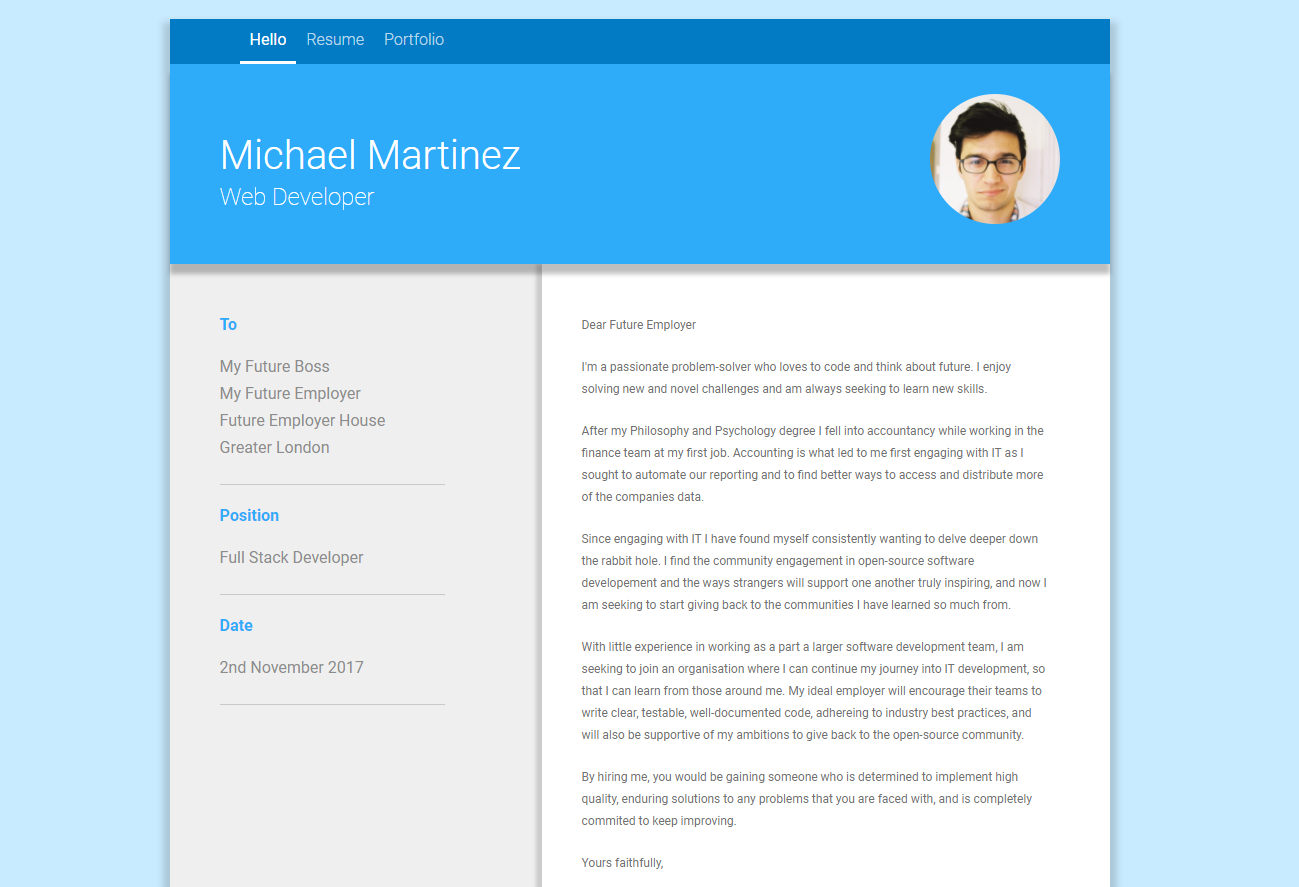 Hello Resume Portfolio
Michael Martinez
Web Developer
To
My Future Boss
My Future Employer
Future Employer House
Greater London
Position
Full Stack Developer
Date
2nd November 2017
Dear Future Employer
I'm a passionate problem-solver who loves to code and think about future. I enjoy
solving new and novel challenges and am always seeking to learn new skills.
After my Philosophy and Psychology degree I fell into accountancy while working in the
finance team at my first job. Accounting is what led to me first engaging with IT as I
sought to automate our reporting and to find better ways to access and distribute more
of the companies data.
Since engaging with IT I have found myself consistently wanting to delve deeper down
the rabbit hole. I find the community engagement in open-source software
developement and the ways strangers will support one another truly inspiring, and now I
am seeking to start giving back to the communities I have learned so much from.
With little experience in working as a part a larger software development team, I am
seeking to join an organisation where I can continue my journey into IT development, so
that I can learn from those around me. My ideal employer will encourage their teams to
write clear, testable, well-documented code, adhereing to industry best practices, and
will also be supportive of my ambitions to give back to the open-source community.
By hiring me, you would be gaining someone who is determined to implement high
quality, enduring solutions to any problems that you are faced with, and is completely
commited to keep improving.
Yours faithfully,